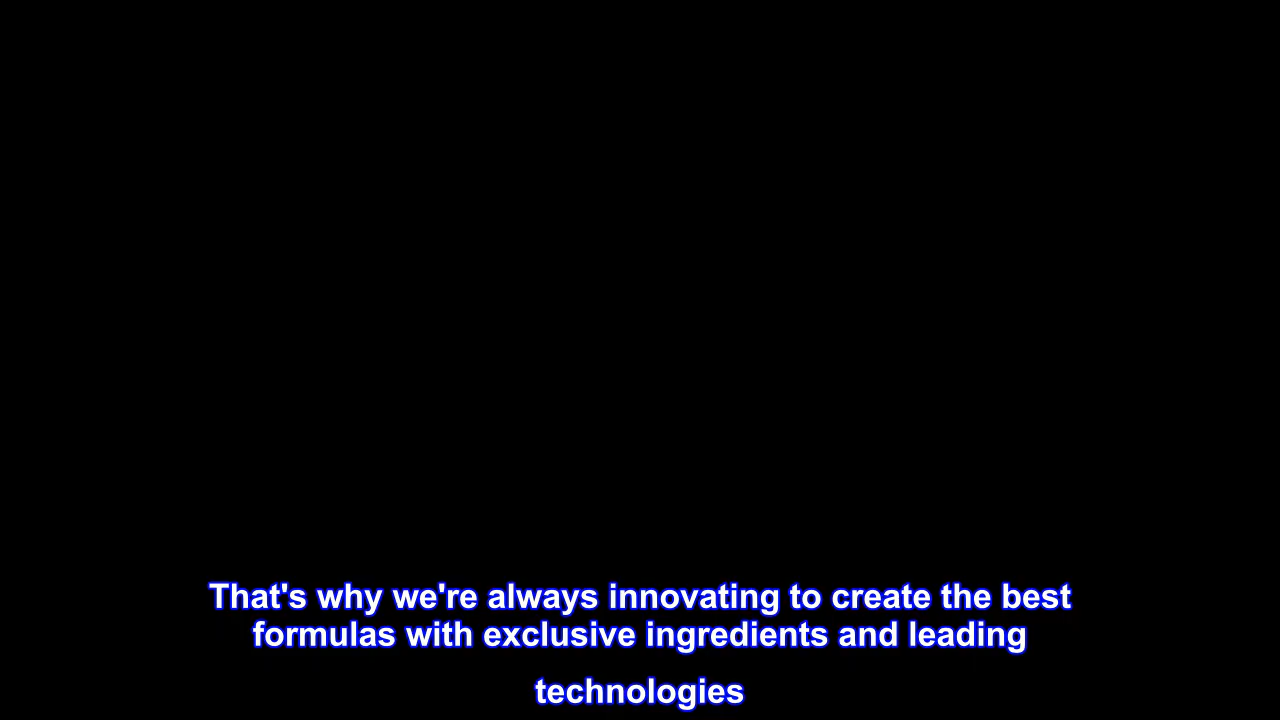 That's why we're always innovating to create the best
formulas with exclusive ingredients and leading
technologies